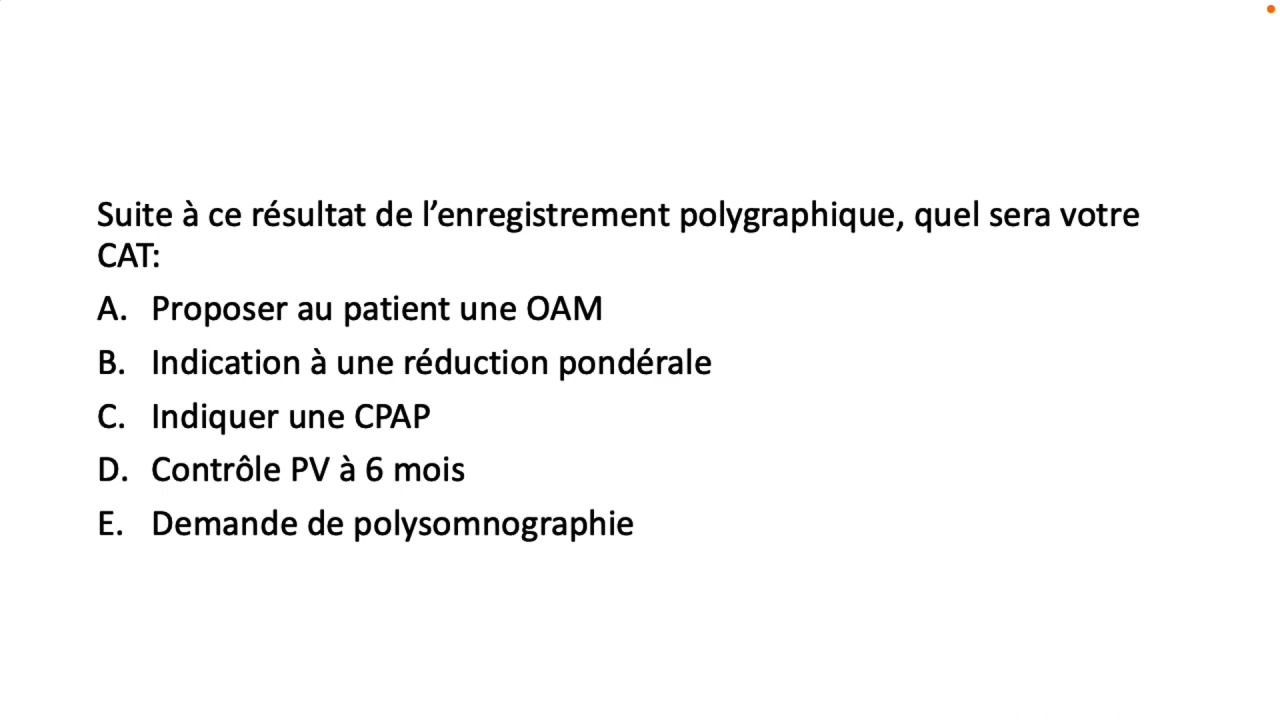 Suite à ce résultat de l’enregistrement polygraphique, quel sera votre
CAT:
A. Proposer au patient une OAM
B. Indication à une réduction pondérale
C. Indiquer une CPAP
D. Contrôle PV à 6 mois
E. Demande de polysomnographie